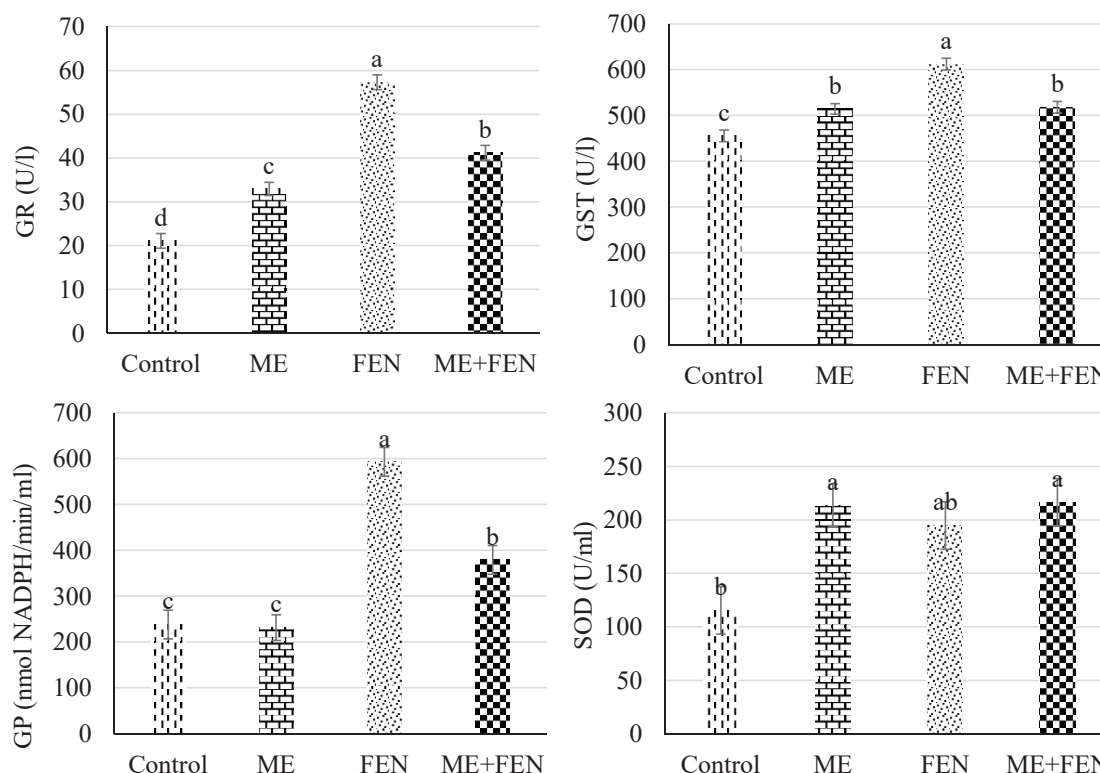 GR (U/l)
70
60
50
40
30
20
10
0
d
c
a
b
Control ME FEN ME+FEN
GST (U/l)
700
600
500
400
300
200
100
0
c
b
a
b
Control ME FEN ME+FEN
GP (nmol NADPH/min/ml)
700
600
500
400
300
200
100
0
c
c
a
b
Control ME FEN ME+FEN
SOD (U/ml)
300
250
200
150
100
50
0
b
a
ab
a
Control ME FEN ME+FEN